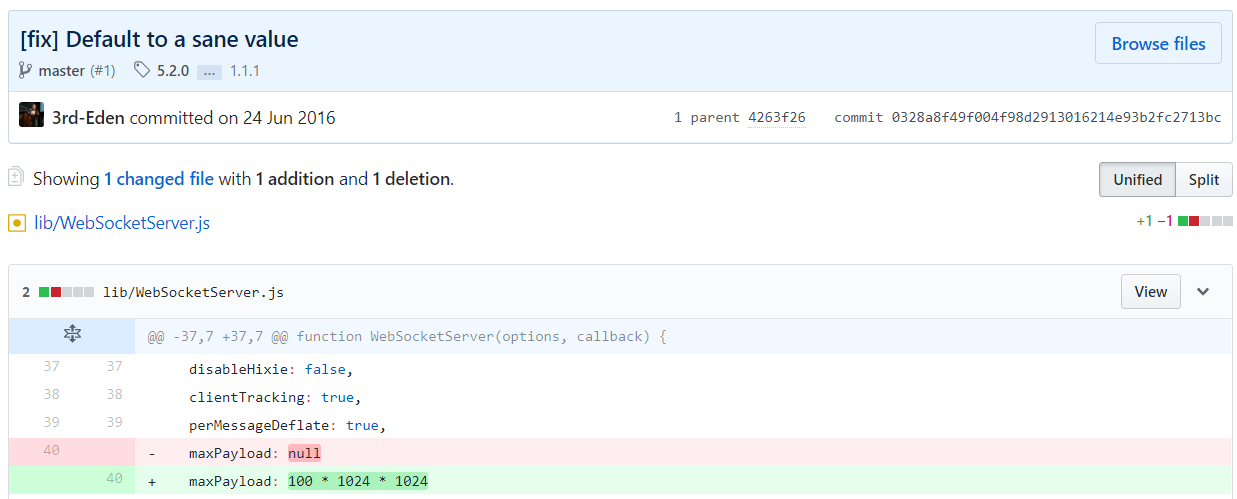 [fix] Default to a sane value
Browse files
master (#1) 5.2.0 … 1.1.1
3rd-Eden committed on 24 Jun 2016 1 parent 4263f26 commit 0328a8f49f004f98d2913016214e93b2fc2713bc
Showing 1 changed file with 1 addition and 1 deletion. Unified Split
lib/WebSocketServer.js +1 −1
2 lib/WebSocketServer.js View
@@ -37,7 +37,7 @@ function WebSocketServer(options, callback) {
37 37 disableHixie: false,
38 38 clientTracking: true,
39 39 perMessageDeflate: true,
40 - maxPayload: null
40 + maxPayload: 100 * 1024 * 1024